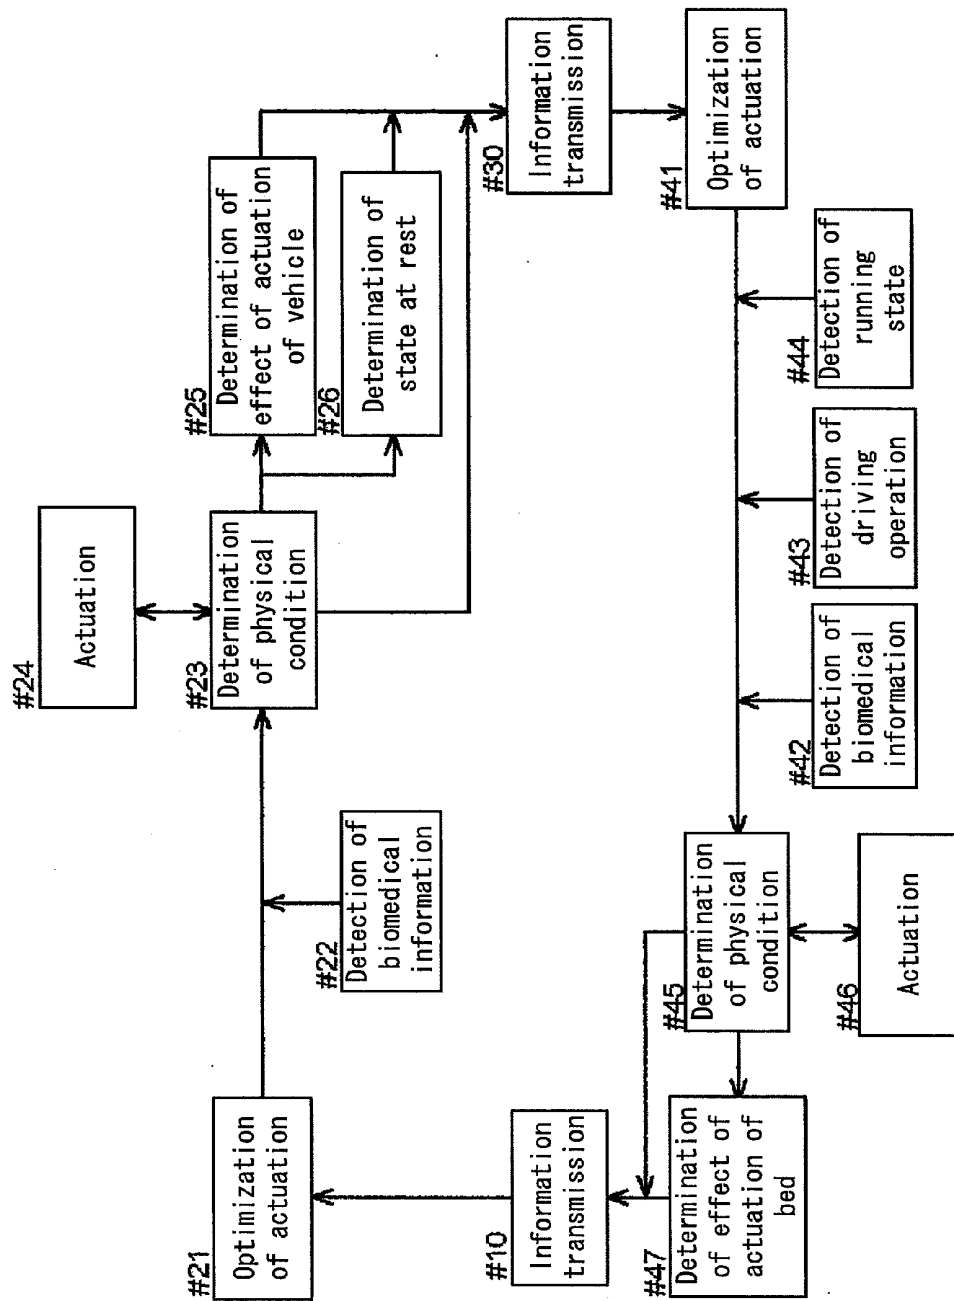 #24
Actuation
#21
Optimization
of actuation
#22
Detection of
biomedical
information
#23
Determination
of physical
condition
#25
Determination of
effect of actuation
of vehicle
#26
Determination of
state at rest
#10
Information
transmission
#30
Information
transmission
#47
Determination
of effect of
actuation of
bed
#45
Determination
of physical
condition
#41
Optimization
of actuation
#46
Actuation
#42
Detection of
biomedical
information
#43
Detection of
driving
operation
#44
Detection of
running
state